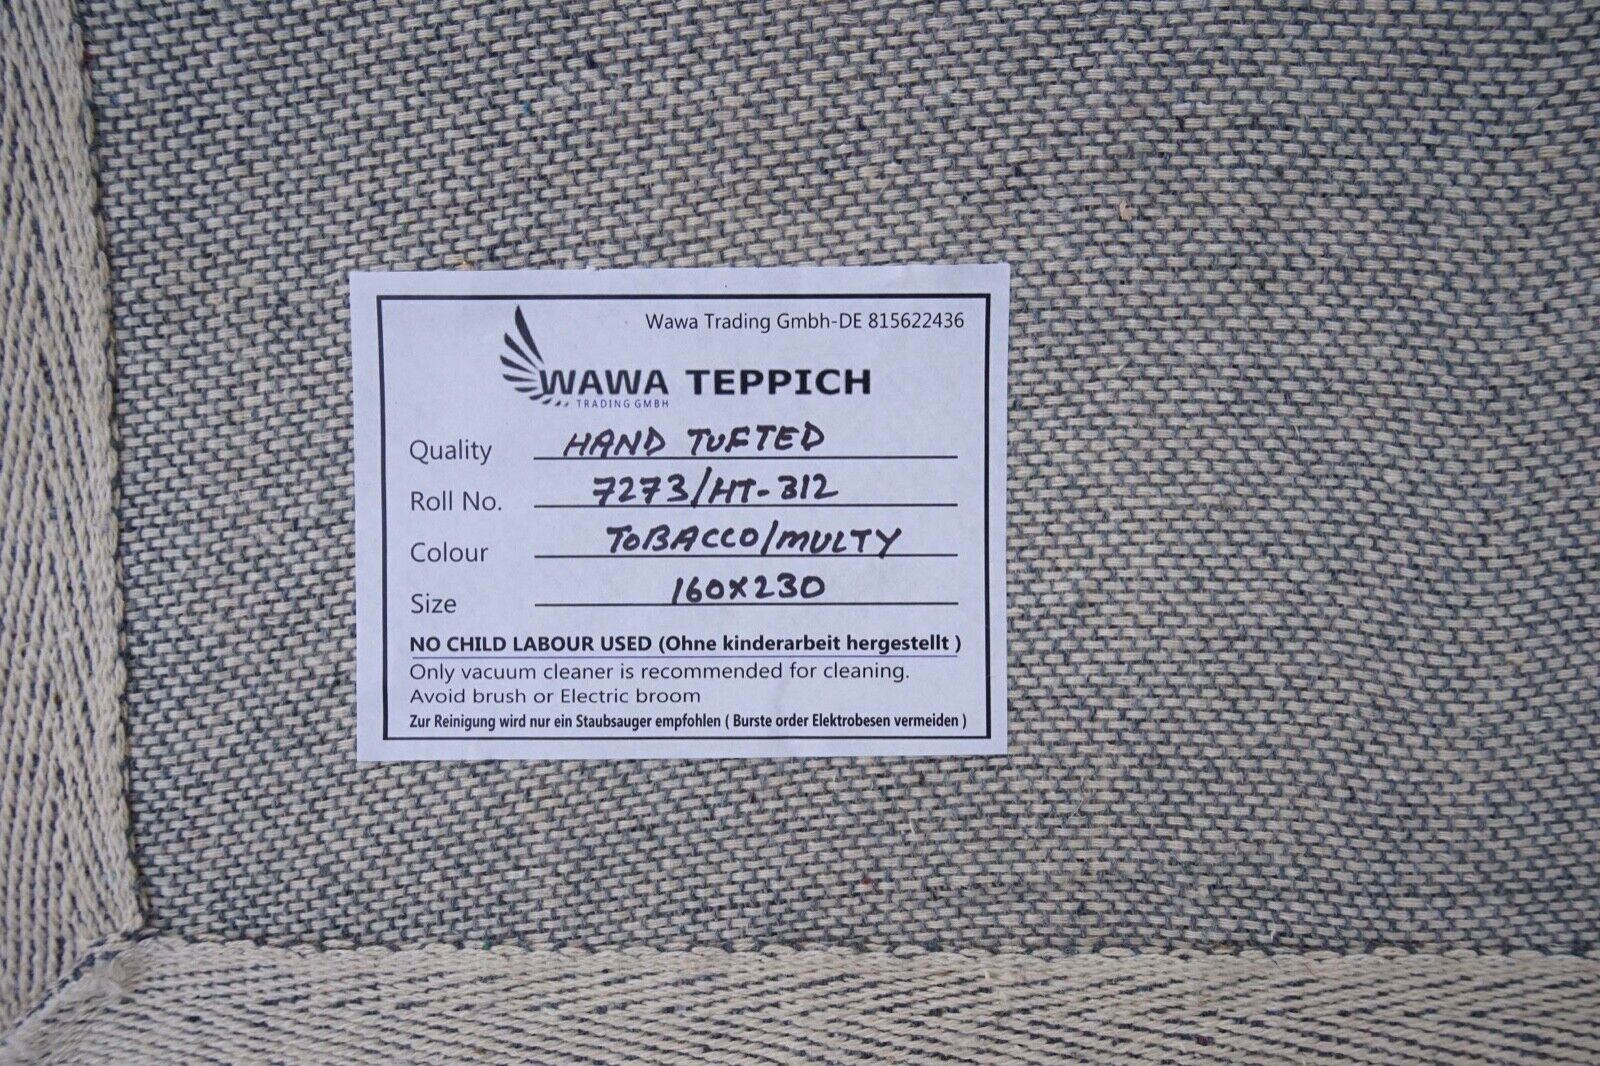 Wawa Trading Gmbh-DE 815622436
WAWA TEPPICH
TRADING GMBH
Quality HAND TUFTED
Roll No. 7273/HT-312
Colour TOBACCO/MULTY
Size 160x230
NO CHILD LABOUR USED (Ohne kinderarbeit hergestellt )
Only vacuum cleaner is recommended for cleaning.
Avoid brush or Electric broom
Zur Reinigung wird nur ein Staubsauger empfohlen ( Burste order Elektrobesen vermeiden )